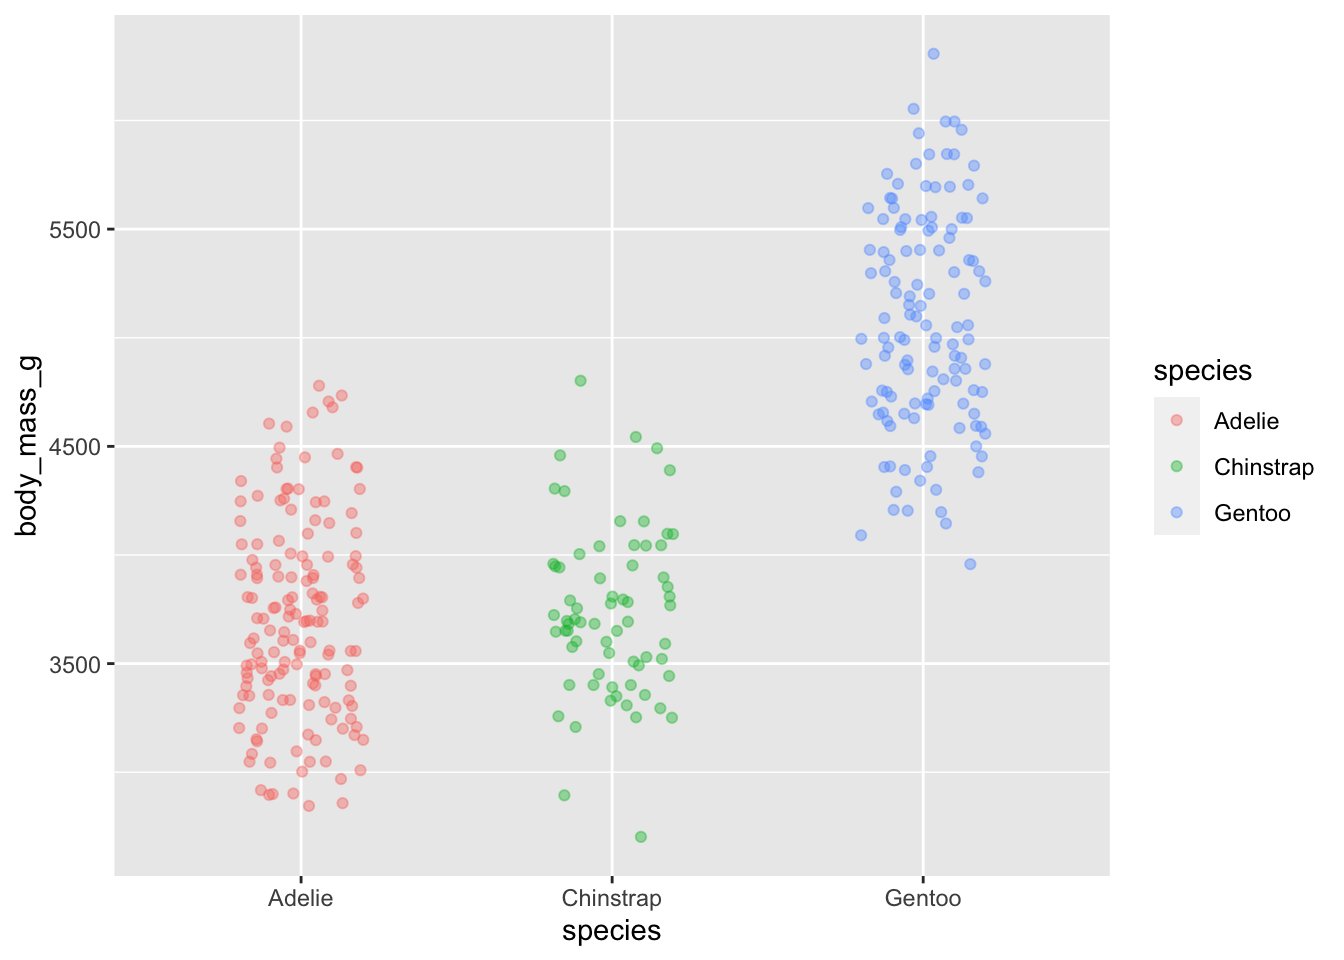 body_mass_g
5500
4500
3500
Adelie
Chinstrap
Gentoo
species
species
Adelie
Chinstrap
Gentoo